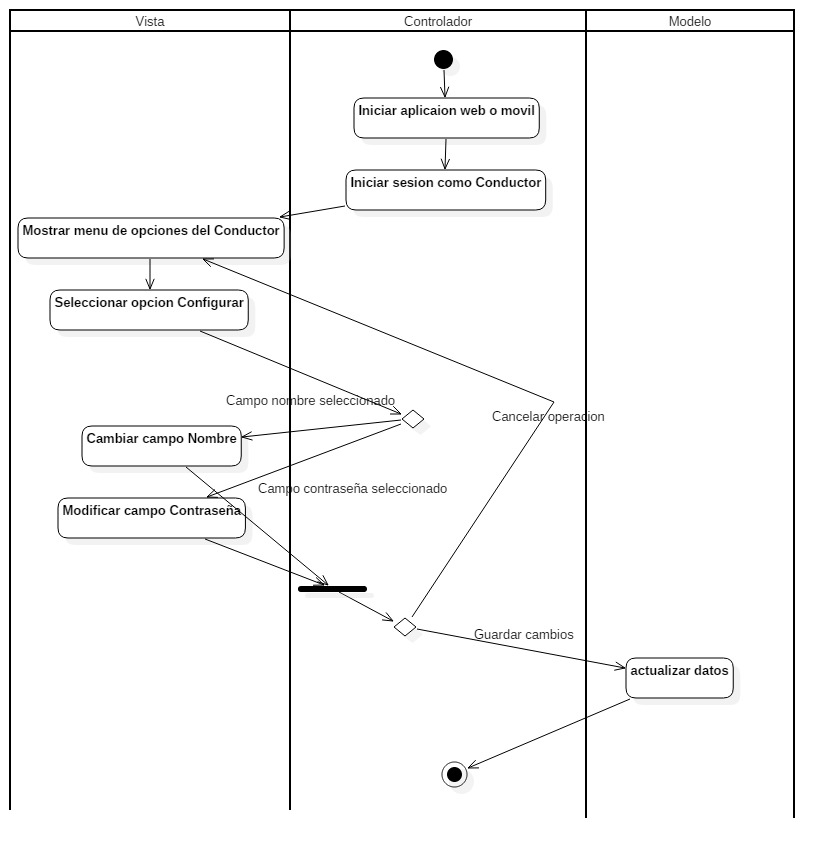 Vista
Controlador
Modelo
Iniciar aplicaion web o movil
Iniciar sesion como Conductor
Mostrar menu de opciones del Conductor
Seleccionar opcion Configurar
Campo nombre seleccionado
Cancelar operacion
Cambiar campo Nombre
Campo contraseña seleccionado
Modificar campo Contraseña
Guardar cambios
actualizar datos